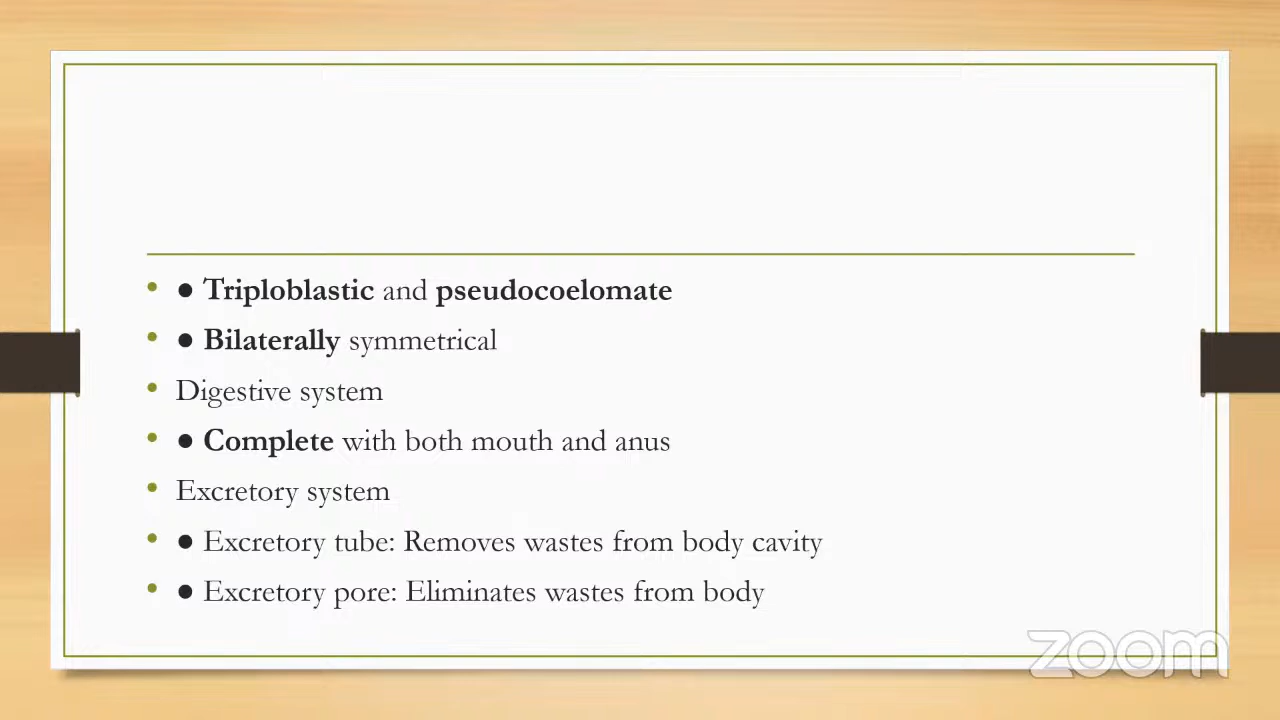 • ● Triploblastic and pseudocoelomate
• ● Bilaterally symmetrical
• Digestive system
• ● Complete with both mouth and anus
• Excretory system
• ● Excretory tube: Removes wastes from body cavity
• ● Excretory pore: Eliminates wastes from body
zoom